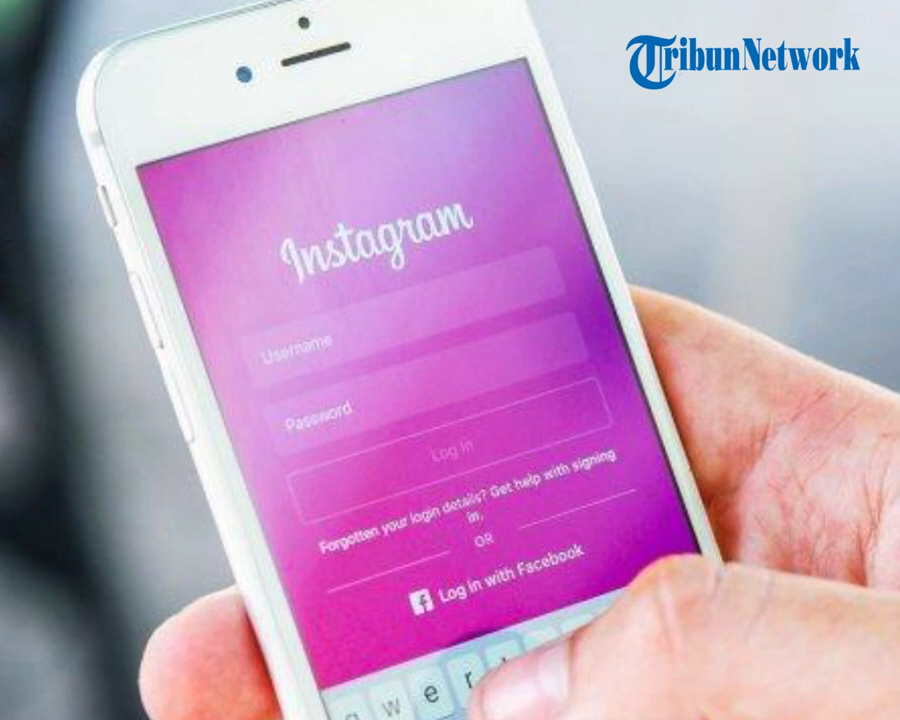 TribunNetwork
Instagram
Username
Password
Log in
Forgotten your login details? Get help with signing
in.
OR
Log in with Facebook
q w e r t